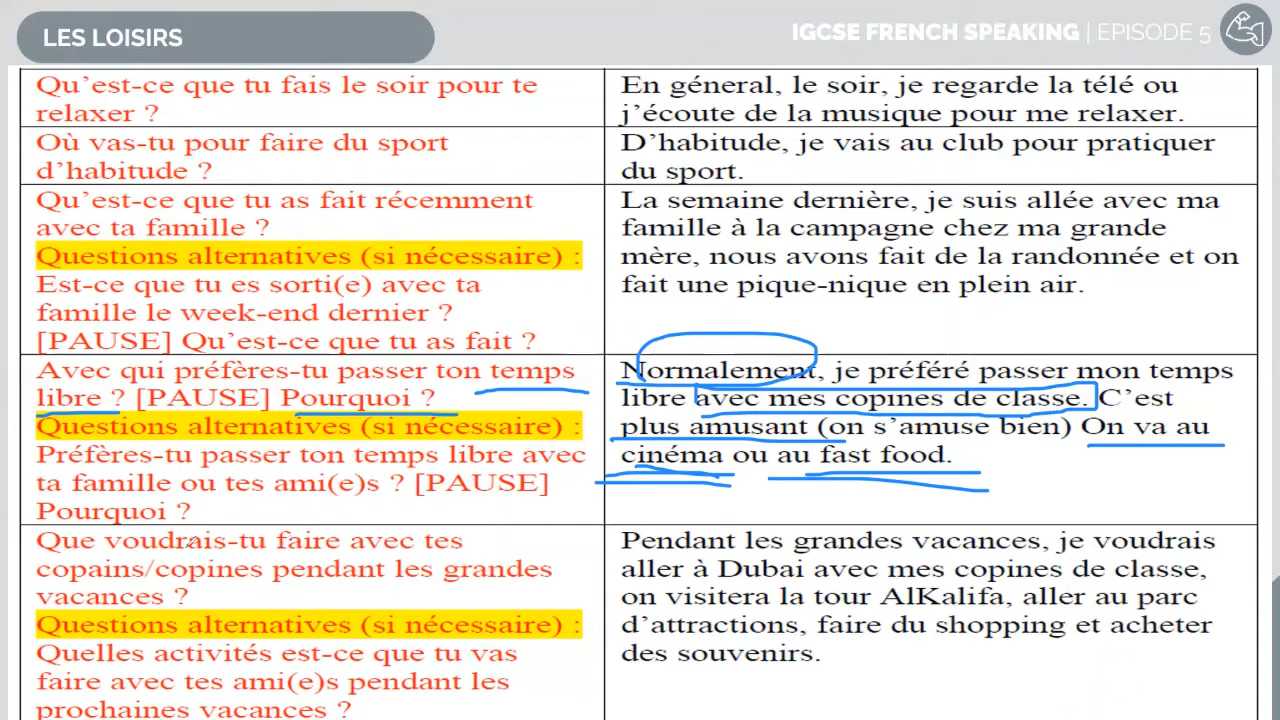 LES LOISIRS
IGCSE FRENCH SPEAKING | EPISODE 5
Qu’est-ce que tu fais le soir pour te
relaxer ?
En géneral, le soir, je regarde la télé ou
j’écoute de la musique pour me relaxer.
Où vas-tu pour faire du sport
d’habitude ?
D’habitude, je vais au club pour pratiquer
du sport.
Qu’est-ce que tu as fait récemment
avec ta famille ?
Questions alternatives (si nécessaire) :
Est-ce que tu es sorti(e) avec ta
famille le week-end dernier ?
[PAUSE] Qu’est-ce que tu as fait ?
La semaine dernière, je suis allée avec ma
famille à la campagne chez ma grande
mère, nous avons fait de la randonnée et on
fait une pique-nique en plein air.
Avec qui préfères-tu passer ton temps
libre ? [PAUSE] Pourquoi ?
Questions alternatives (si nécessaire) :
Préfères-tu passer ton temps libre avec
ta famille ou tes ami(e)s ? [PAUSE]
Pourquoi ?
Normalement, je préféré passer mon temps
libre avec mes copines de classe. C’est
plus amusant (on s’amuse bien) On va au
cinéma ou au fast food.
Que voudrais-tu faire avec tes
copains/copines pendant les grandes
vacances ?
Questions alternatives (si nécessaire) :
Quelles activités est-ce que tu vas
faire avec tes ami(e)s pendant les
prochaines vacances ?
Pendant les grandes vacances, je voudrais
aller à Dubai avec mes copines de classe,
on visitera la tour AlKalifa, aller au parc
d’attractions, faire du shopping et acheter
des souvenirs.